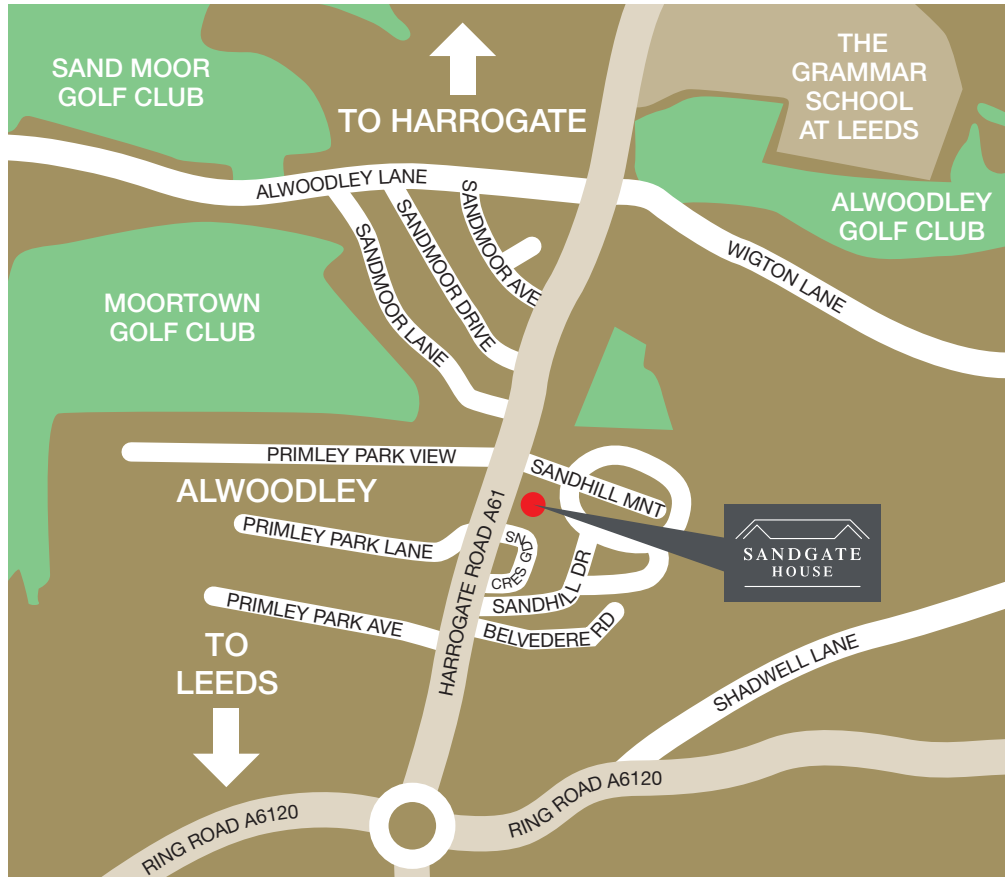 SAND MOOR
GOLF CLUB
TO HARROGATE
THE
GRAMMAR
SCHOOL
AT LEEDS
ALWOODLEY LANE
SANDMOOR AVE
SANDMOOR DRIVE
SANDMOOR LANE
ALWOODLEY
GOLF CLUB
WIGTON LANE
MOORTOWN
GOLF CLUB
PRIMLEY PARK VIEW
SANDHILL MNT
ALWOODLEY
HARROGATE ROAD A61
PRIMLEY PARK LANE
CRES GDNS
SANDHILL DR
SANDGATE
HOUSE
PRIMLEY PARK AVE
BELVEDERE RD
TO
LEEDS
SHADWELL LANE
RING ROAD A6120
RING ROAD A6120